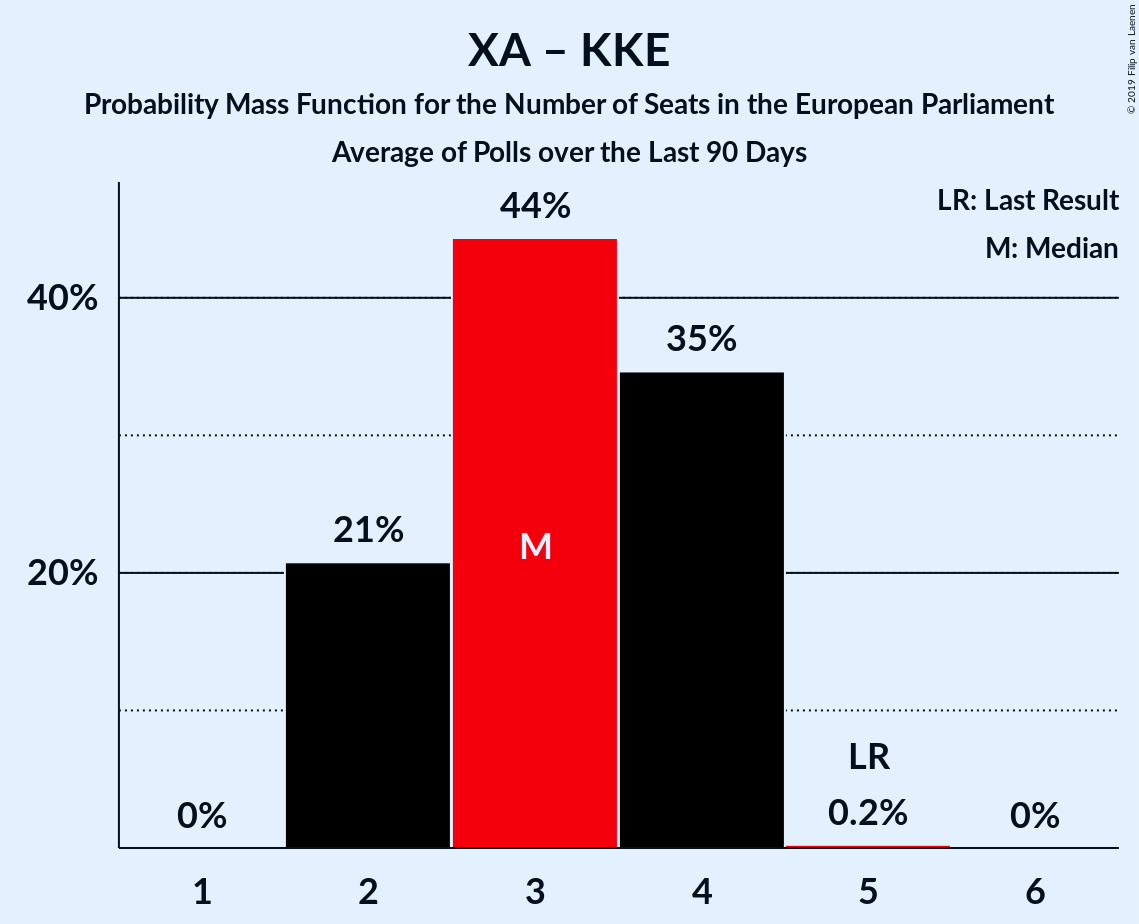 XA – KKE
Probability Mass Function for the Number of Seats in the European Parliament
Average of Polls over the Last 90 Days
© 2019 Filip van Laenen
LR: Last Result
M: Median
44%
40%
35%
21%
M
20%
LR
0%
0.2%
0%
1 2 3 4 5 6